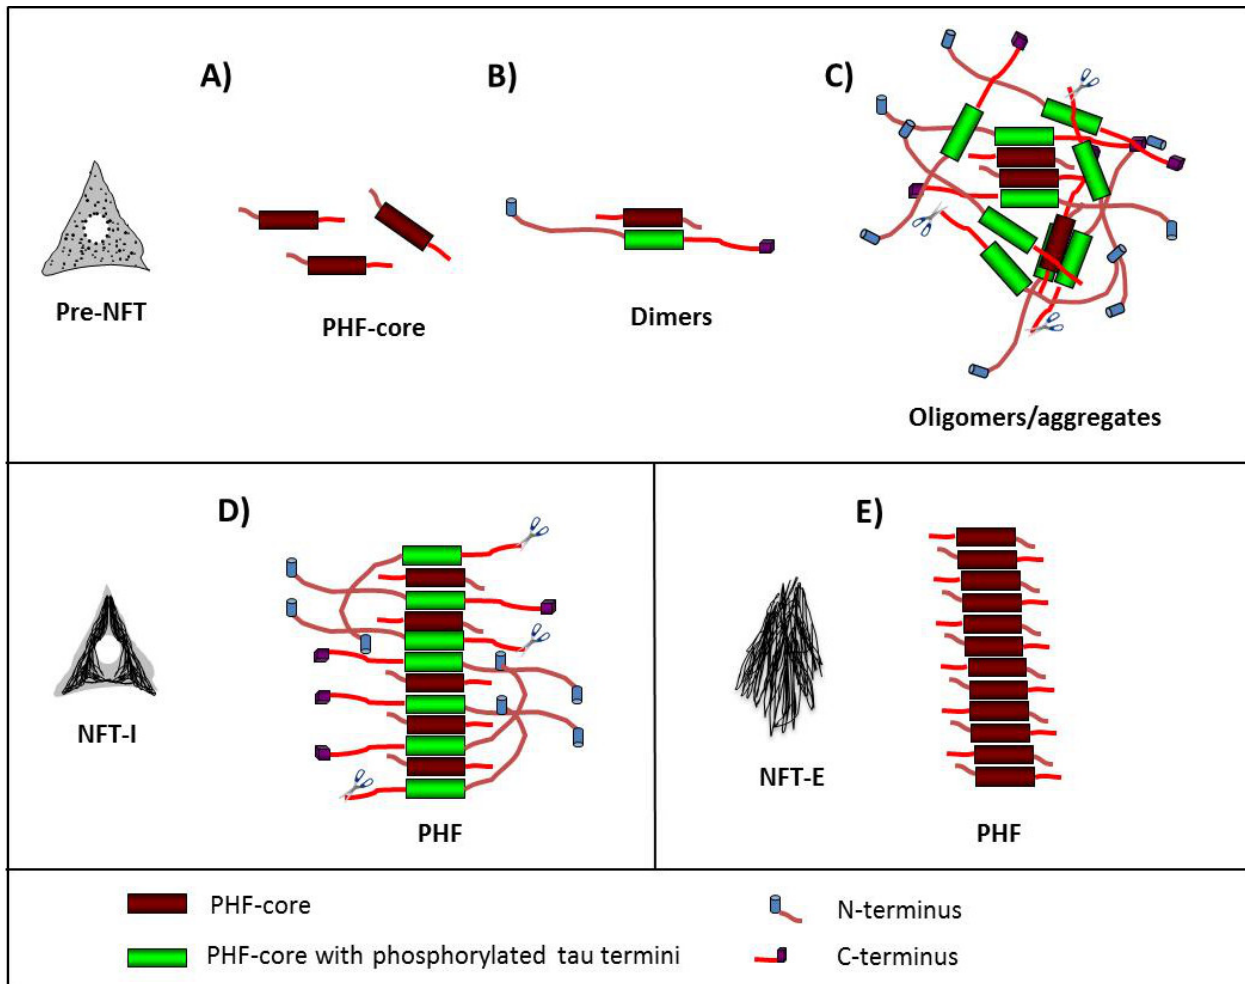 A)
B)
C)
Pre-NFT
PHF-core
Dimers
Oligomers/aggregates
D)
E)
NFT-I
PHF
NFT-E
PHF
PHF-core
N-terminus
PHF-core with phosphorylated tau termini
C-terminus